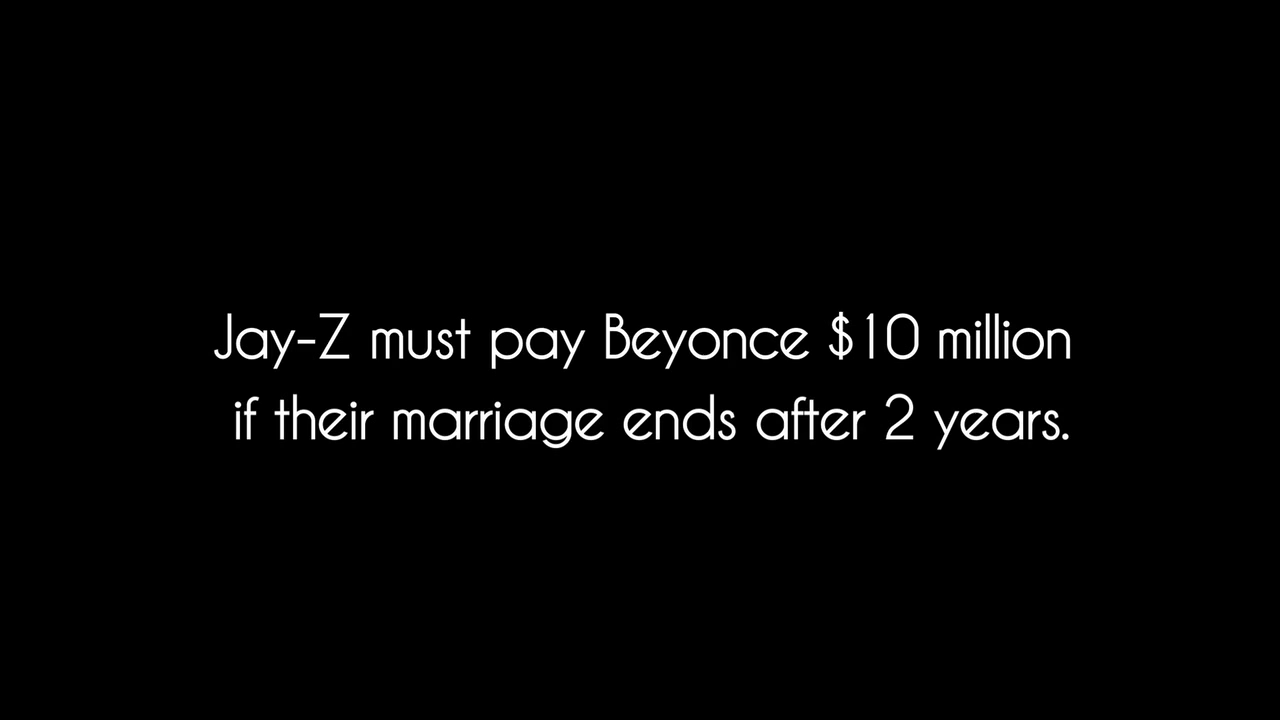 Jay-Z must pay Beyonce $10 million
if their marriage ends after 2 years.